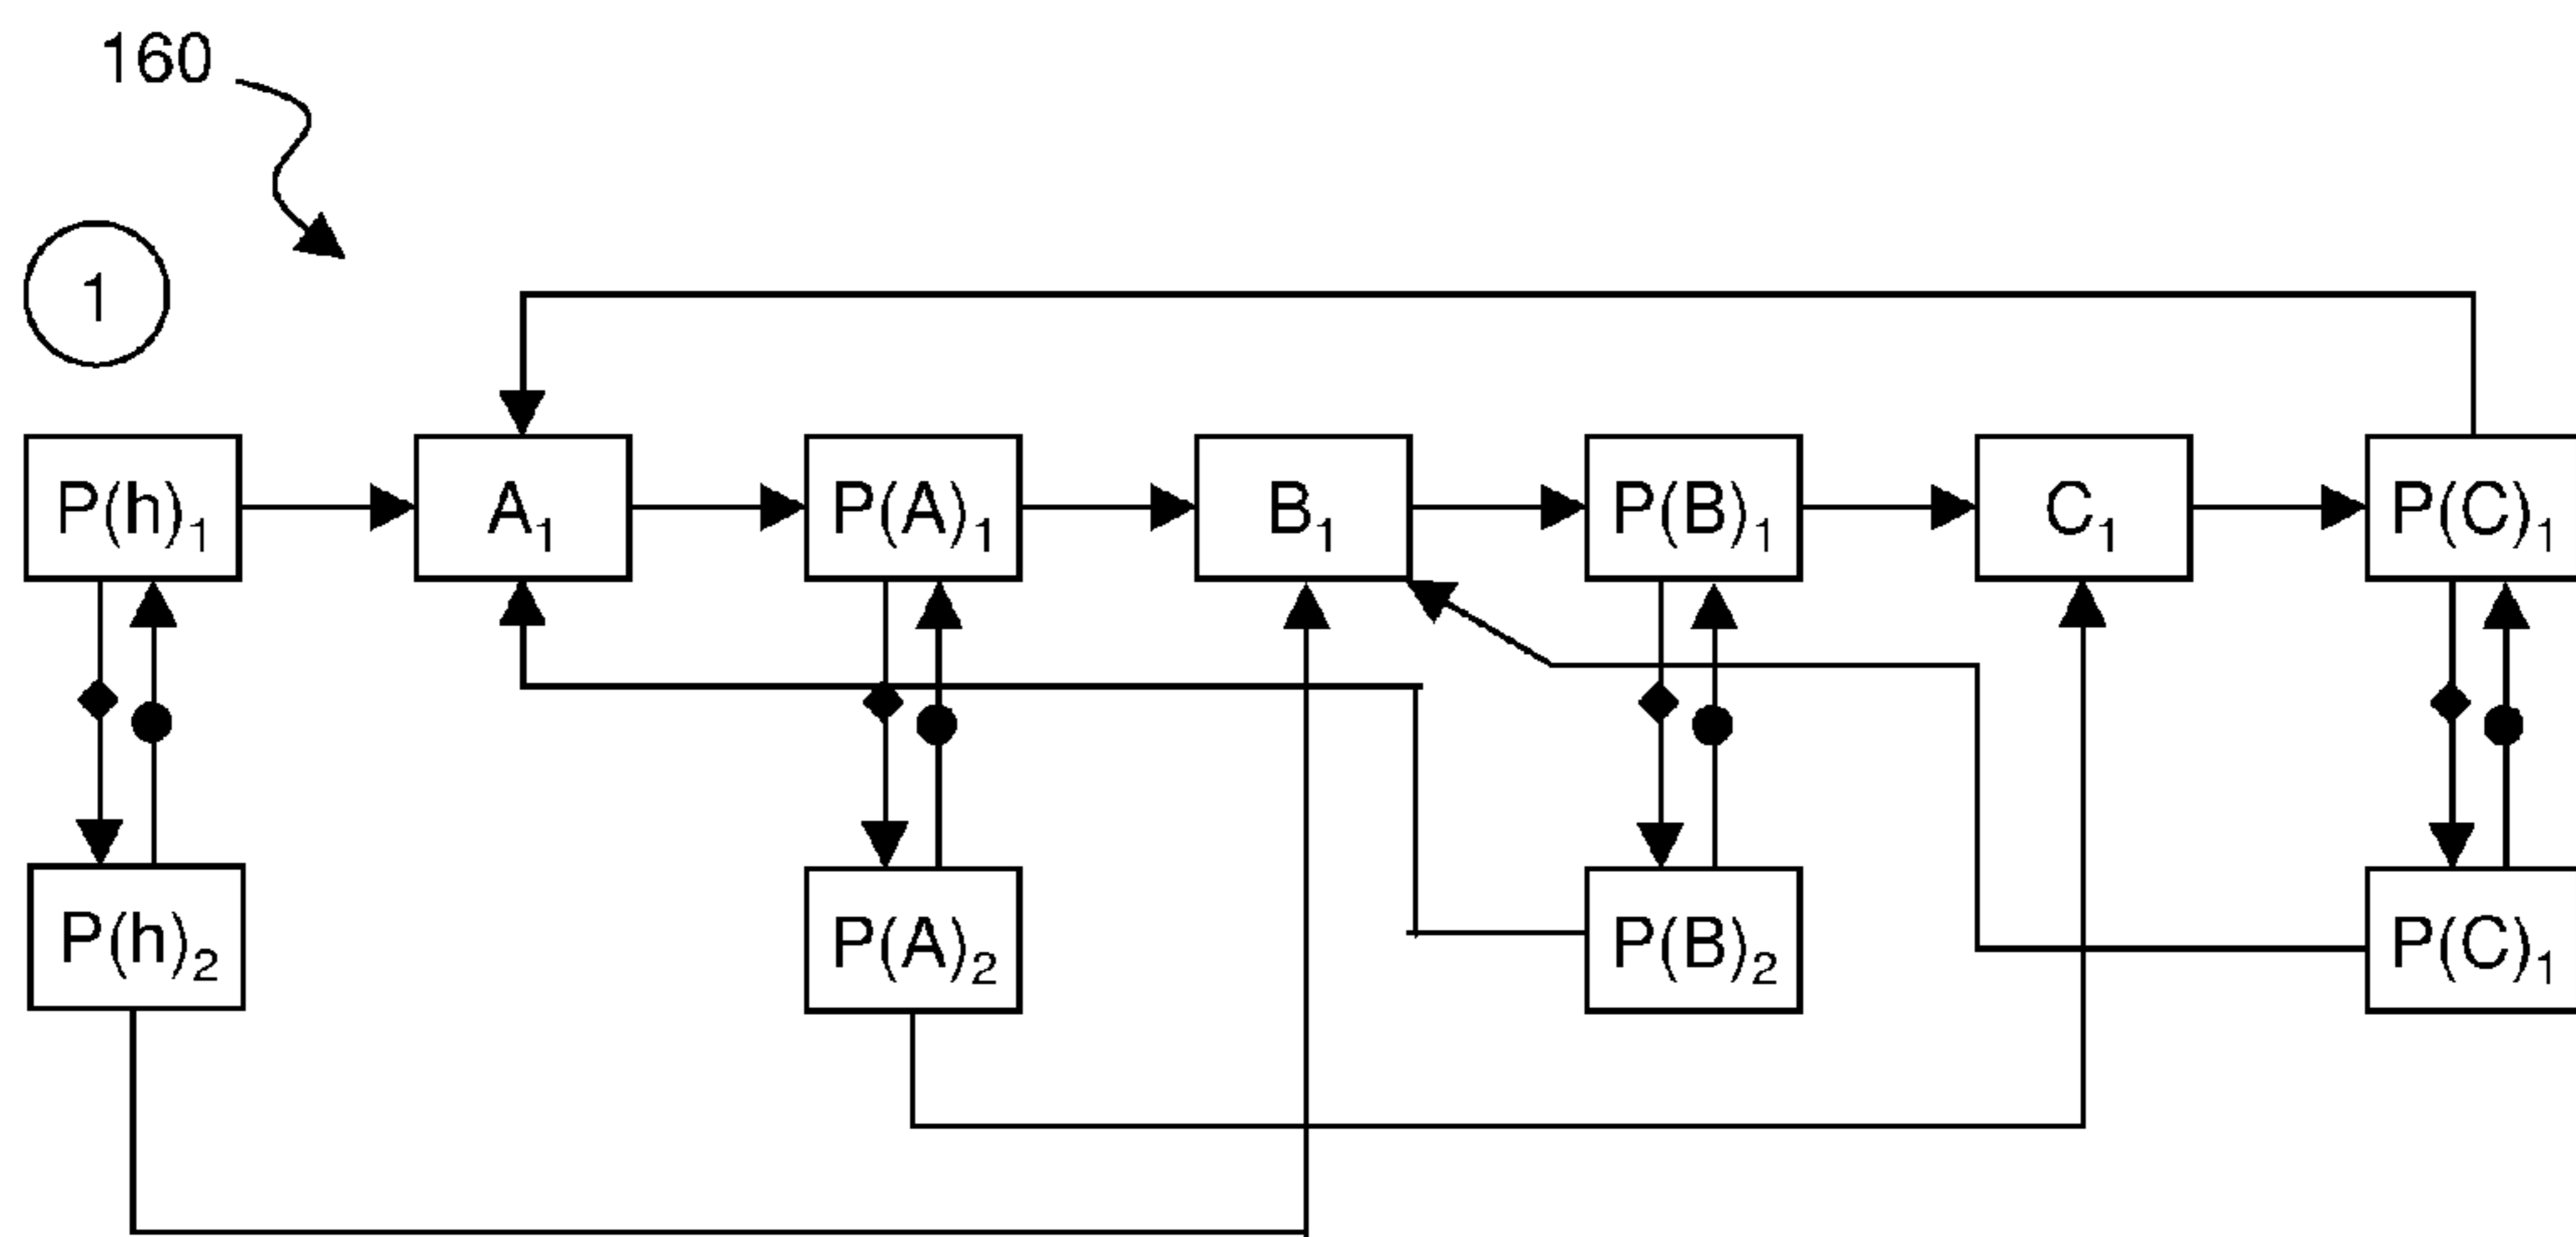 160
1
P(h)₁ A₁ P(A)₁ B₁ P(B)₁ C₁ P(C)₁
P(h)₂ P(A)₂ P(B)₂ P(C)₁